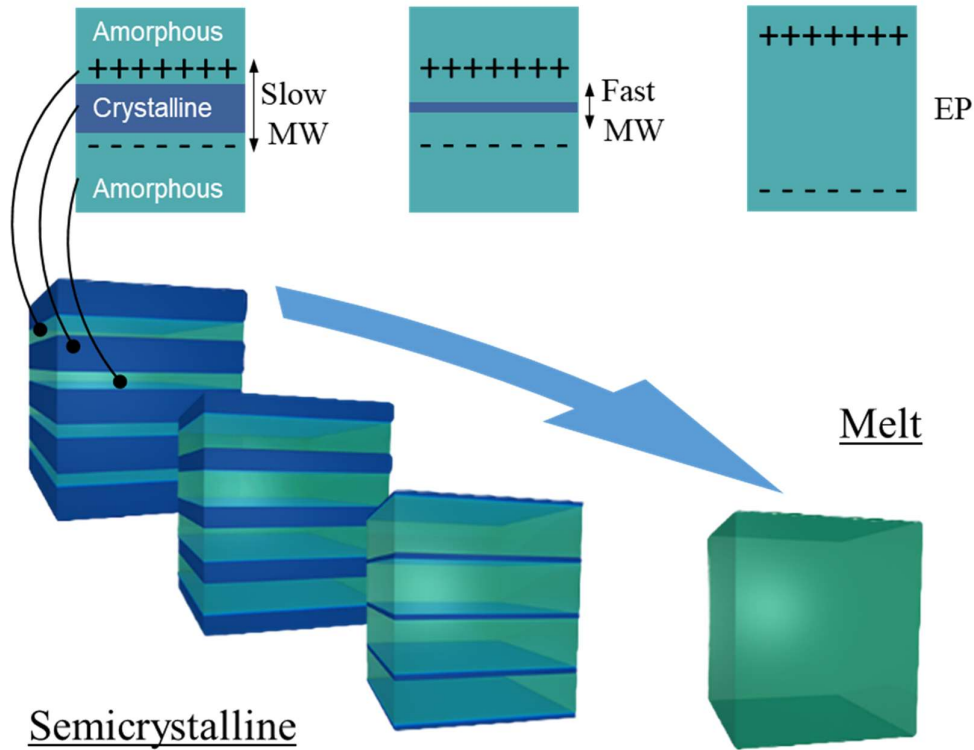 Amorphous
+++++++
Crystalline
- - - - - - -
Amorphous
Slow
MW
+++++++
- - - - - - -
Fast
MW
+++++++
- - - - - - -
EP
Melt
Semicrystalline